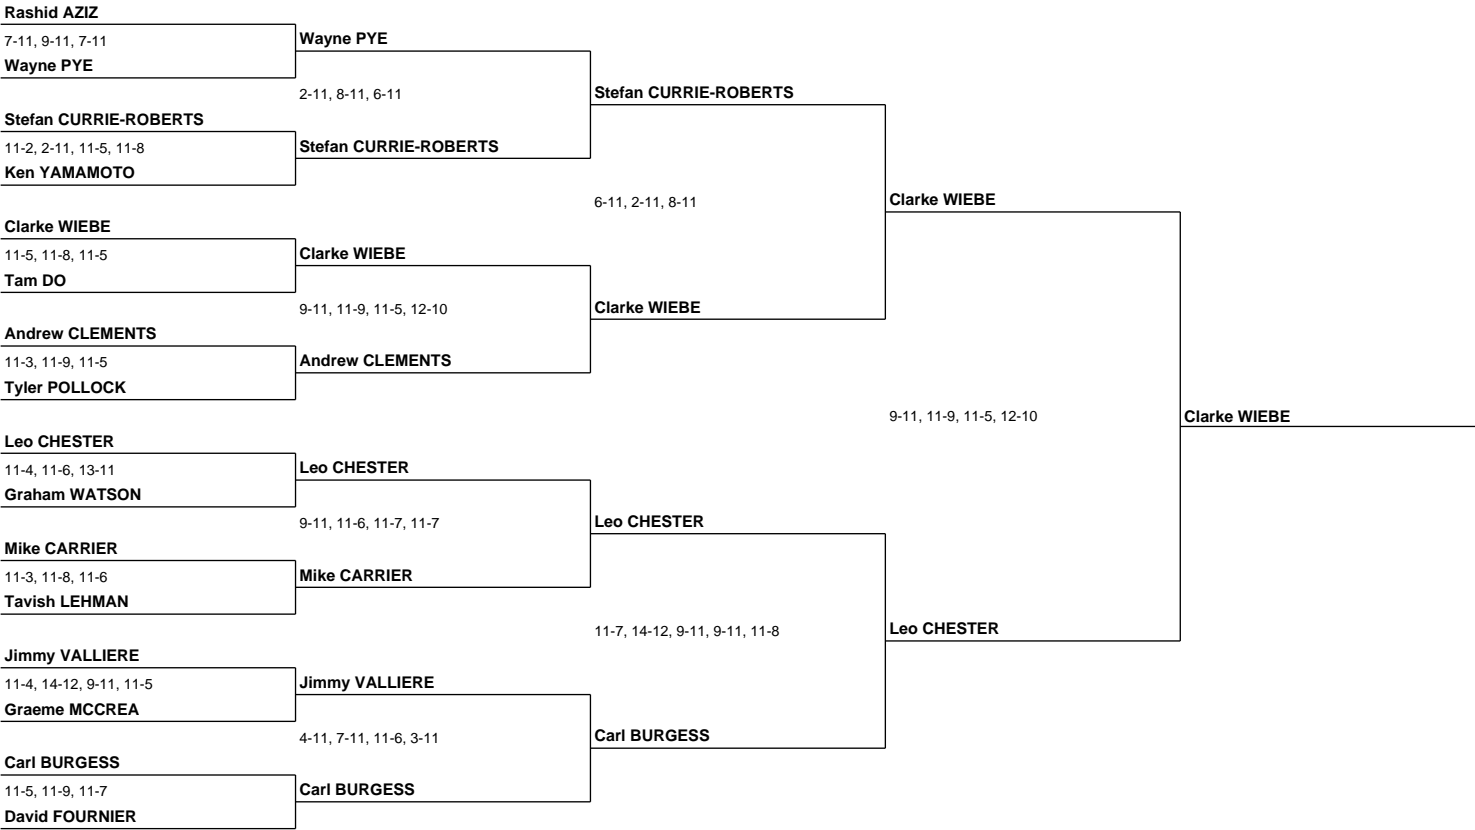 Rashid AZIZ
7-11, 9-11, 7-11
Wayne PYE
Wayne PYE
2-11, 8-11, 6-11
Stefan CURRIE-ROBERTS
Stefan CURRIE-ROBERTS
11-2, 2-11, 11-5, 11-8
Stefan CURRIE-ROBERTS
Ken YAMAMOTO
6-11, 2-11, 8-11
Clarke WIEBE
Clarke WIEBE
11-5, 11-8, 11-5
Clarke WIEBE
Tam DO
9-11, 11-9, 11-5, 12-10
Clarke WIEBE
Andrew CLEMENTS
11-3, 11-9, 11-5
Andrew CLEMENTS
Tyler POLLOCK
9-11, 11-9, 11-5, 12-10
Clarke WIEBE
Leo CHESTER
11-4, 11-6, 13-11
Leo CHESTER
Graham WATSON
9-11, 11-6, 11-7, 11-7
Leo CHESTER
Mike CARRIER
11-3, 11-8, 11-6
Mike CARRIER
Tavish LEHMAN
11-7, 14-12, 9-11, 9-11, 11-8
Leo CHESTER
Jimmy VALLIERE
11-4, 14-12, 9-11, 11-5
Jimmy VALLIERE
Graeme MCCREA
4-11, 7-11, 11-6, 3-11
Carl BURGESS
Carl BURGESS
11-5, 11-9, 11-7
Carl BURGESS
David FOURNIER